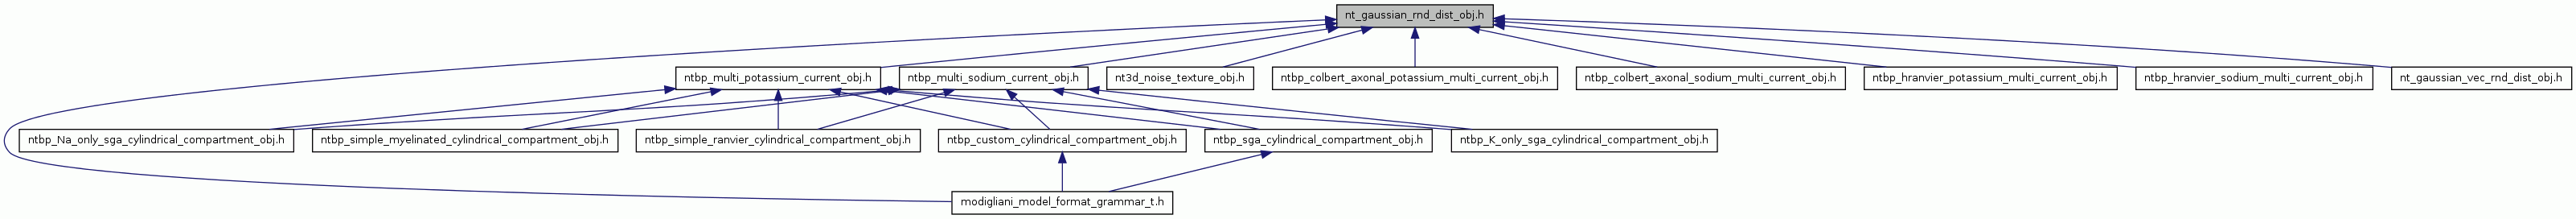 nt_gaussian_rnd_dist_obj.h
ntbp_multi_potassium_current_obj.h
ntbp_multi_sodium_current_obj.h
nt3d_noise_texture_obj.h
ntbp_colbert_axonal_potassium_multi_current_obj.h
ntbp_colbert_axonal_sodium_multi_current_obj.h
ntbp_hranvier_potassium_multi_current_obj.h
ntbp_hranvier_sodium_multi_current_obj.h
nt_gaussian_vec_rnd_dist_obj.h
ntbp_Na_only_sga_cylindrical_compartment_obj.h
ntbp_simple_myelinated_cylindrical_compartment_obj.h
ntbp_simple_ranvier_cylindrical_compartment_obj.h
ntbp_custom_cylindrical_compartment_obj.h
ntbp_sga_cylindrical_compartment_obj.h
ntbp_K_only_sga_cylindrical_compartment_obj.h
modigliani_model_format_grammar_t.h